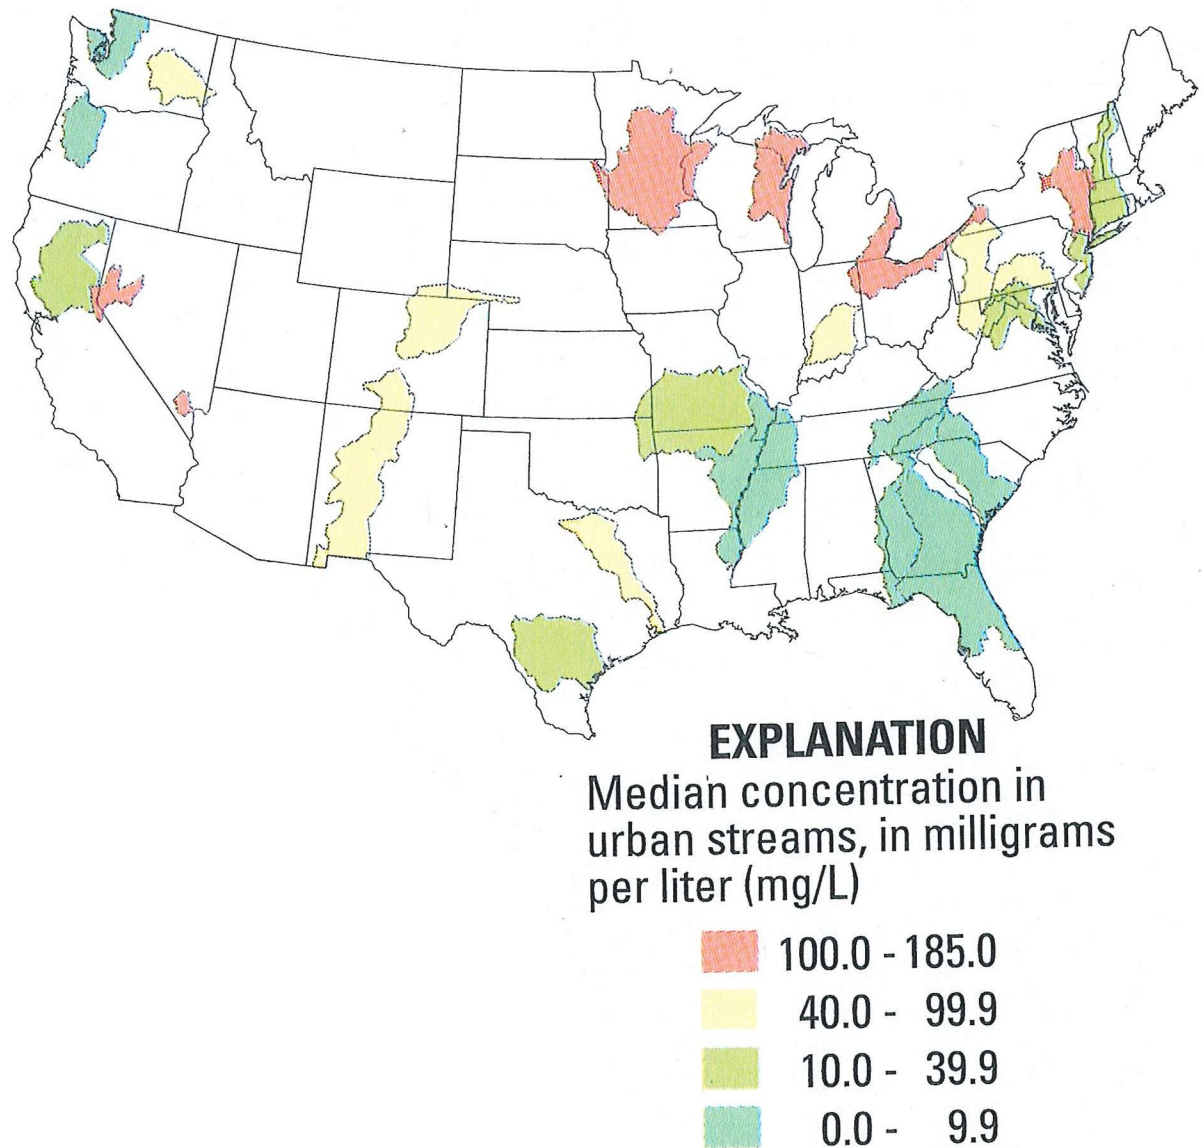 EXPLANATION
Median concentration in
urban streams, in milligrams
per liter (mg/L)
100.0 - 185.0
40.0 - 99.9
10.0 - 39.9
0.0 - 9.9